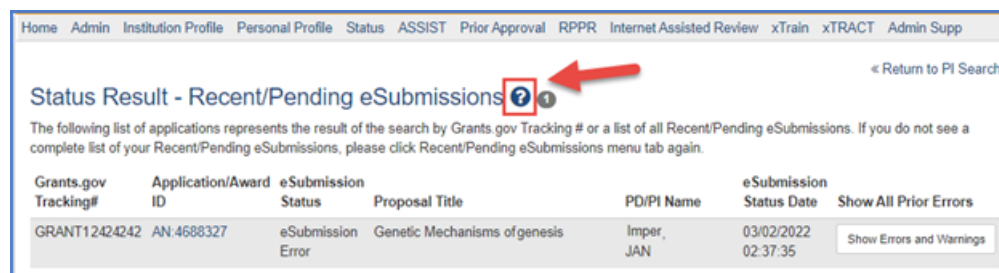 Home Admin Institution Profile Personal Profile Status ASSIST Prior Approval RPPR Internet Assisted Review xTrain xTRACT Admin Supp
« Return to PI Search
Status Result - Recent/Pending eSubmissions ? 1
The following list of applications represents the result of the search by Grants.gov Tracking # or a list of all Recent/Pending eSubmissions. If you do not see a
complete list of your Recent/Pending eSubmissions, please click Recent/Pending eSubmissions menu tab again.
Grants.gov Application/Award eSubmission eSubmission
Tracking# ID Status Proposal Title PD/PI Name Status Date Show All Prior Errors
GRANT12424242 AN:4688327 eSubmission Genetic Mechanisms of genesis Imper, 03/02/2022 Show Errors and Warnings
Error JAN 02:37:35